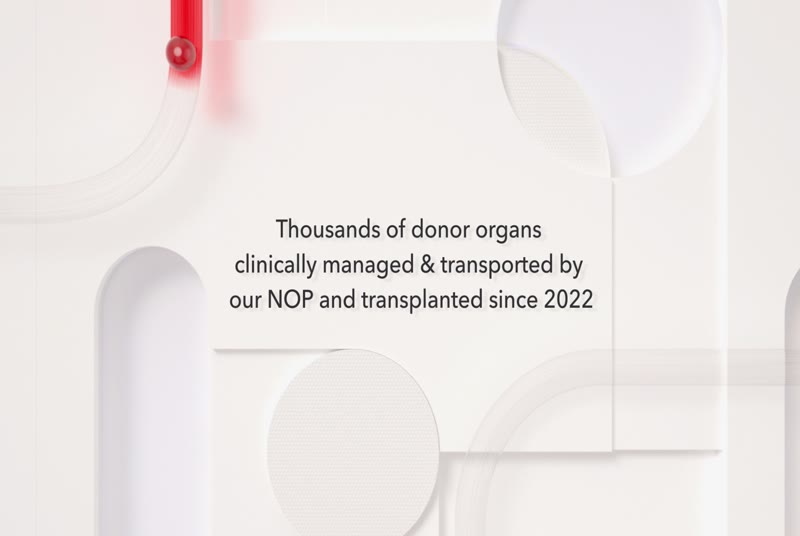 Thousands of donor organs
clinically managed & transported by
our NOP and transplanted since 2022